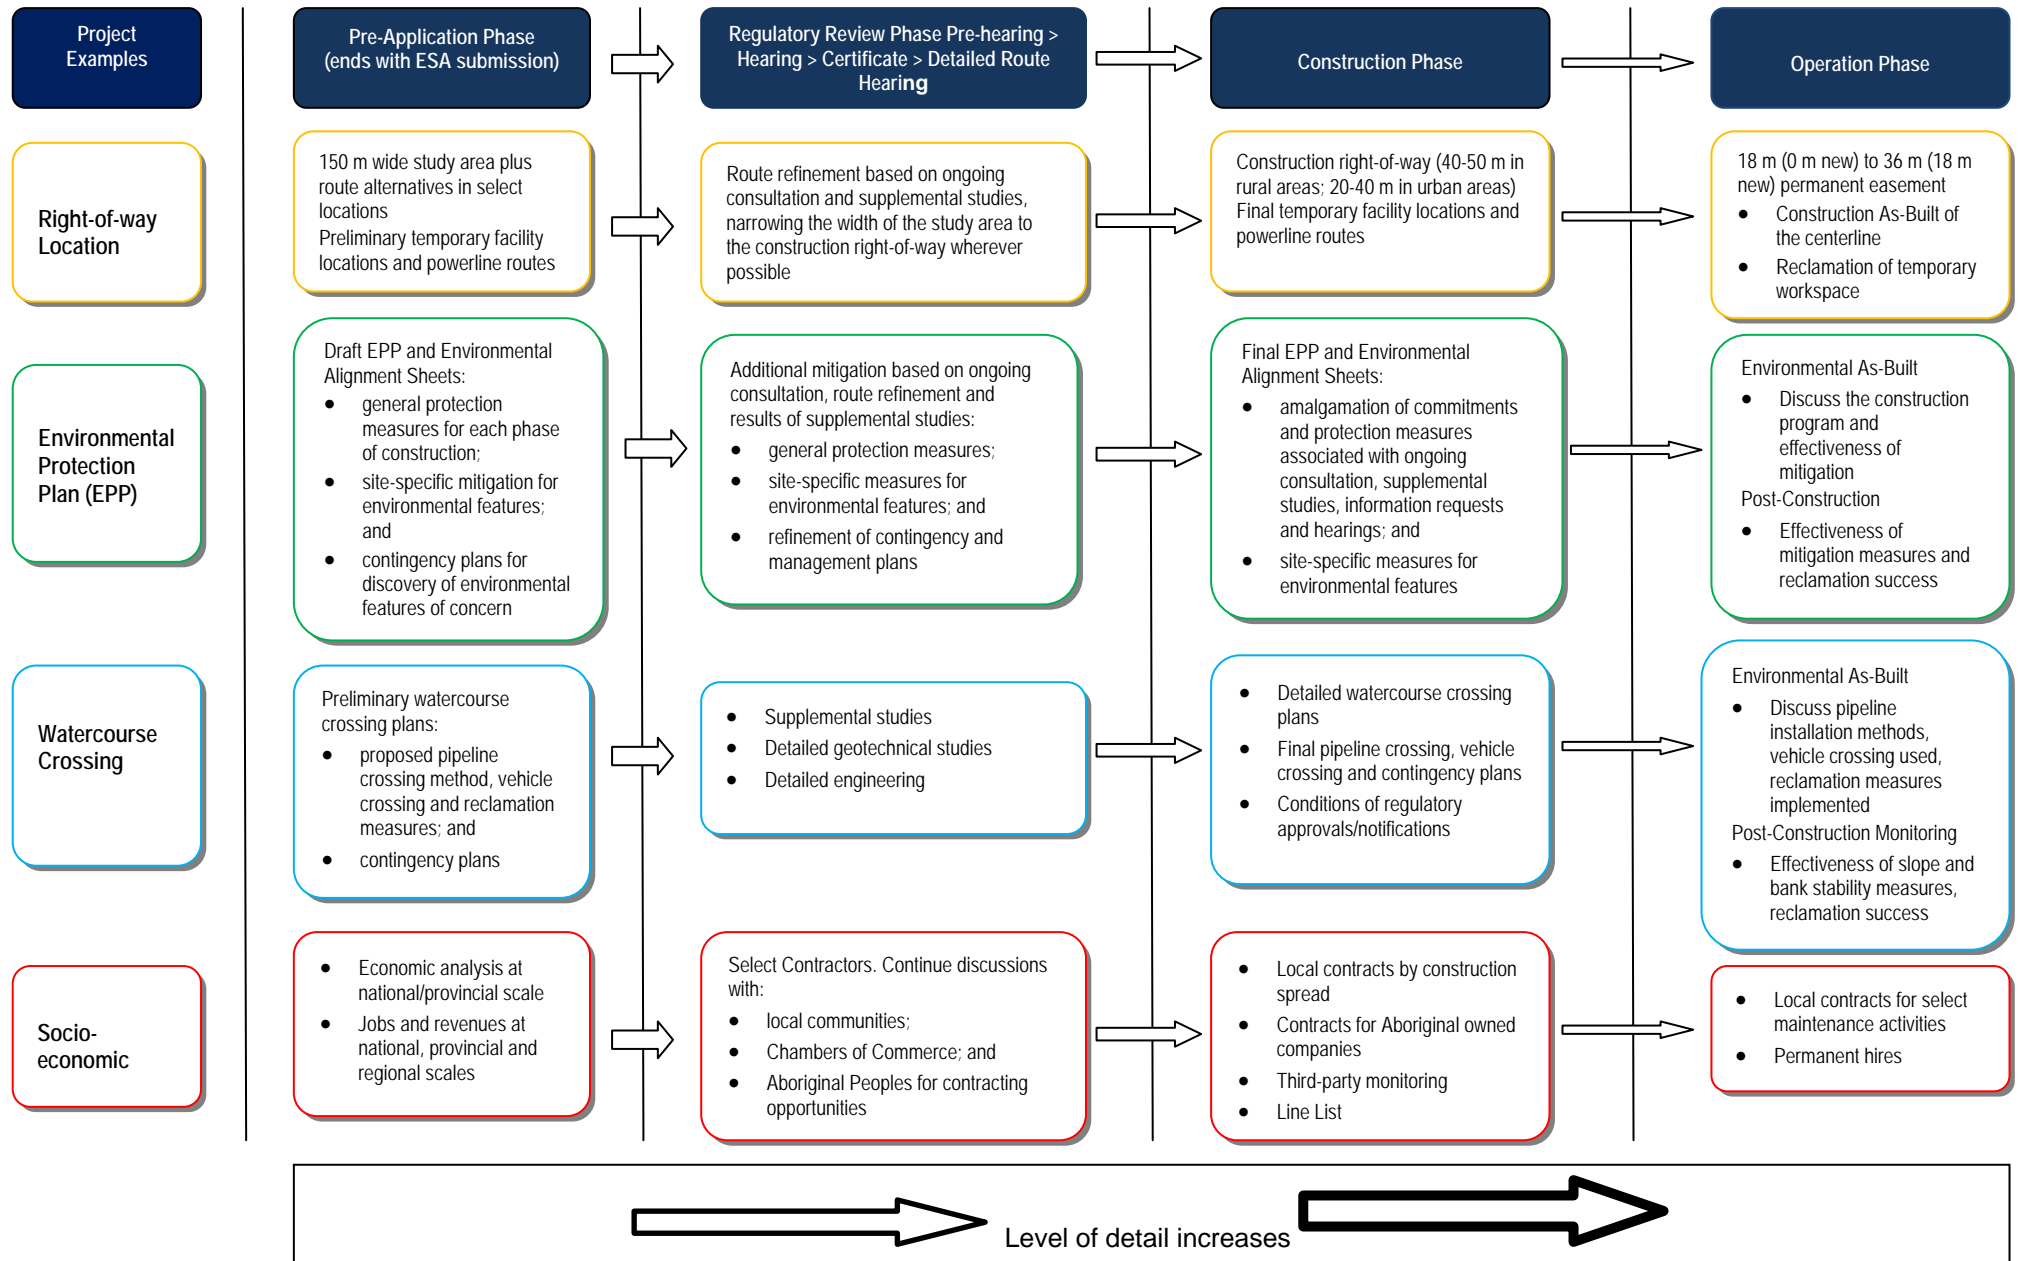 Project
Examples
Pre-Application Phase
(ends with ESA submission)
Regulatory Review Phase Pre-hearing >
Hearing > Certificate > Detailed Route
Hearing
Construction Phase
Operation Phase
Right-of-way
Location
150 m wide study area plus
route alternatives in select
locations
Preliminary temporary facility
locations and powerline routes
Route refinement based on ongoing
consultation and supplemental studies,
narrowing the width of the study area to
the construction right-of-way wherever
possible
Construction right-of-way (40-50 m in
rural areas; 20-40 m in urban areas)
Final temporary facility locations and
powerline routes
18 m (0 m new) to 36 m (18 m
new) permanent easement
● Construction As-Built of
the centerline
● Reclamation of temporary
workspace
Environmental
Protection
Plan (EPP)
Draft EPP and Environmental
Alignment Sheets:
● general protection
measures for each phase
of construction;
● site-specific mitigation for
environmental features;
and
● contingency plans for
discovery of environmental
features of concern
Additional mitigation based on ongoing
consultation, route refinement and
results of supplemental studies:
● general protection measures;
● site-specific measures for
environmental features; and
● refinement of contingency and
management plans
Final EPP and Environmental
Alignment Sheets:
● amalgamation of commitments
and protection measures
associated with ongoing
consultation, supplemental
studies, information requests
and hearings; and
● site-specific measures for
environmental features
Environmental As-Built
● Discuss the construction
program and
effectiveness of
mitigation
Post-Construction
● Effectiveness of
mitigation measures and
reclamation success
Watercourse
Crossing
Preliminary watercourse
crossing plans:
● proposed pipeline
crossing method, vehicle
crossing and reclamation
measures; and
● contingency plans
● Supplemental studies
● Detailed geotechnical studies
● Detailed engineering
● Detailed watercourse crossing
plans
● Final pipeline crossing, vehicle
crossing and contingency plans
● Conditions of regulatory
approvals/notifications
Environmental As-Built
● Discuss pipeline
installation methods,
vehicle crossing used,
reclamation measures
implemented
Post-Construction Monitoring
● Effectiveness of slope and
bank stability measures,
reclamation success
Socio-
economic
● Economic analysis at
national/provincial scale
● Jobs and revenues at
national, provincial and
regional scales
Select Contractors. Continue discussions
with:
● local communities;
● Chambers of Commerce; and
● Aboriginal Peoples for contracting
opportunities
● Local contracts by construction
spread
● Contracts for Aboriginal owned
companies
● Third-party monitoring
● Line List
● Local contracts for select
maintenance activities
● Permanent hires
Level of detail increases